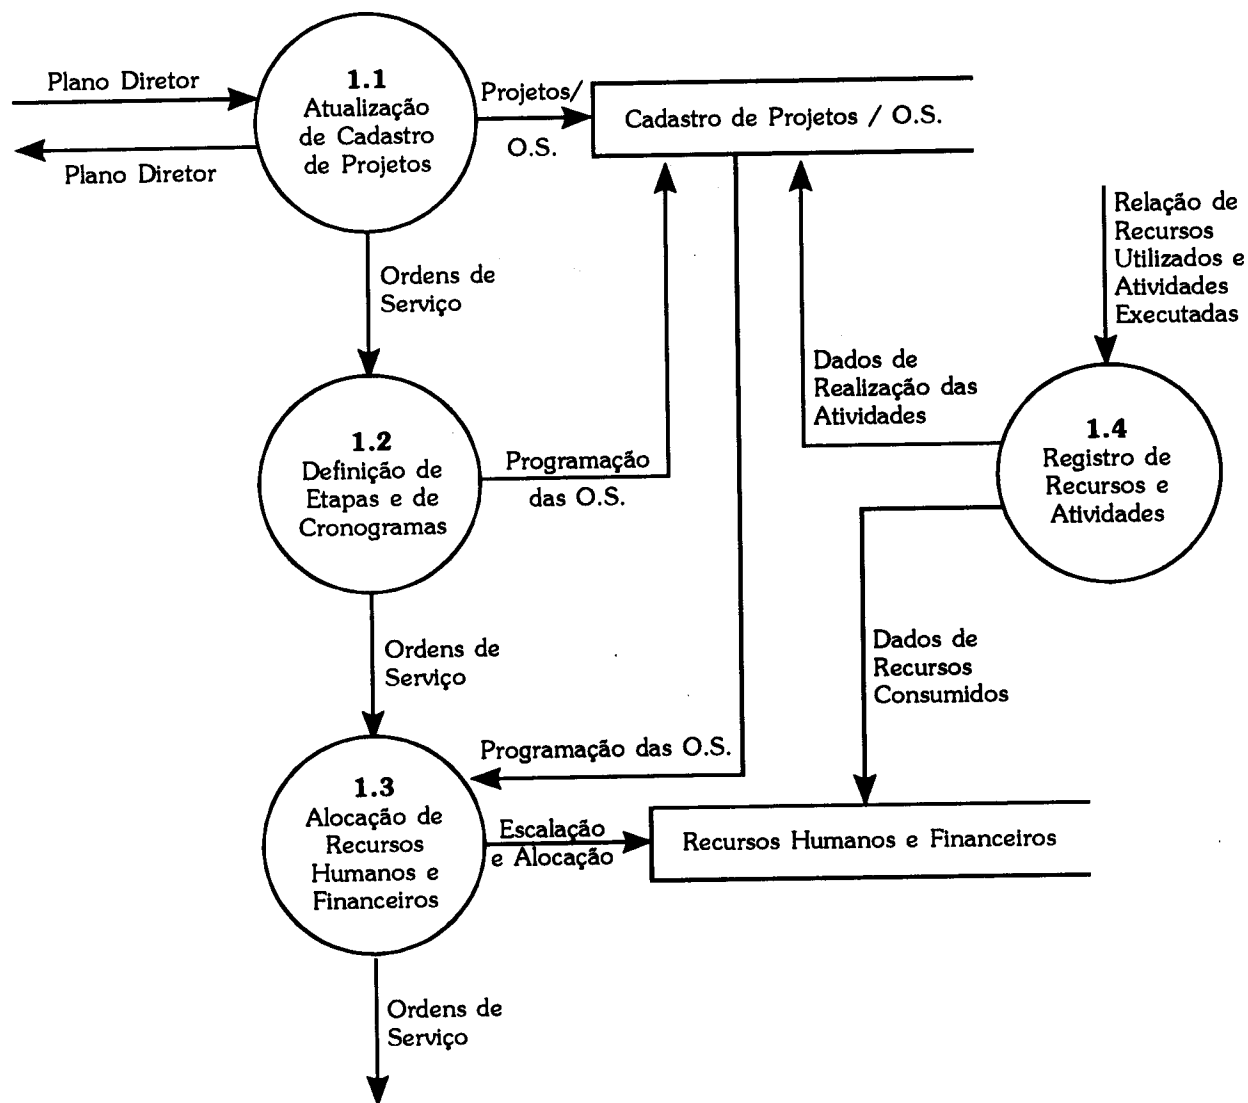 Plano Diretor
Plano Diretor
1.1
Atualização
de Cadastro
de Projetos
Projetos/
O.S.
Cadastro de Projetos / O.S.
Relação de
Recursos
Utilizados e
Atividades
Executadas
Ordens de
Serviço
Dados de
Realização das
Atividades
1.2
Definição de
Etapas e de
Cronogramas
Programação
das O.S.
1.4
Registro de
Recursos e
Atividades
Ordens de
Serviço
Dados de
Recursos
Consumidos
Programação das O.S.
1.3
Alocação de
Recursos
Humanos e
Financeiros
Escalação
e Alocação
Recursos Humanos e Financeiros
Ordens de
Serviço